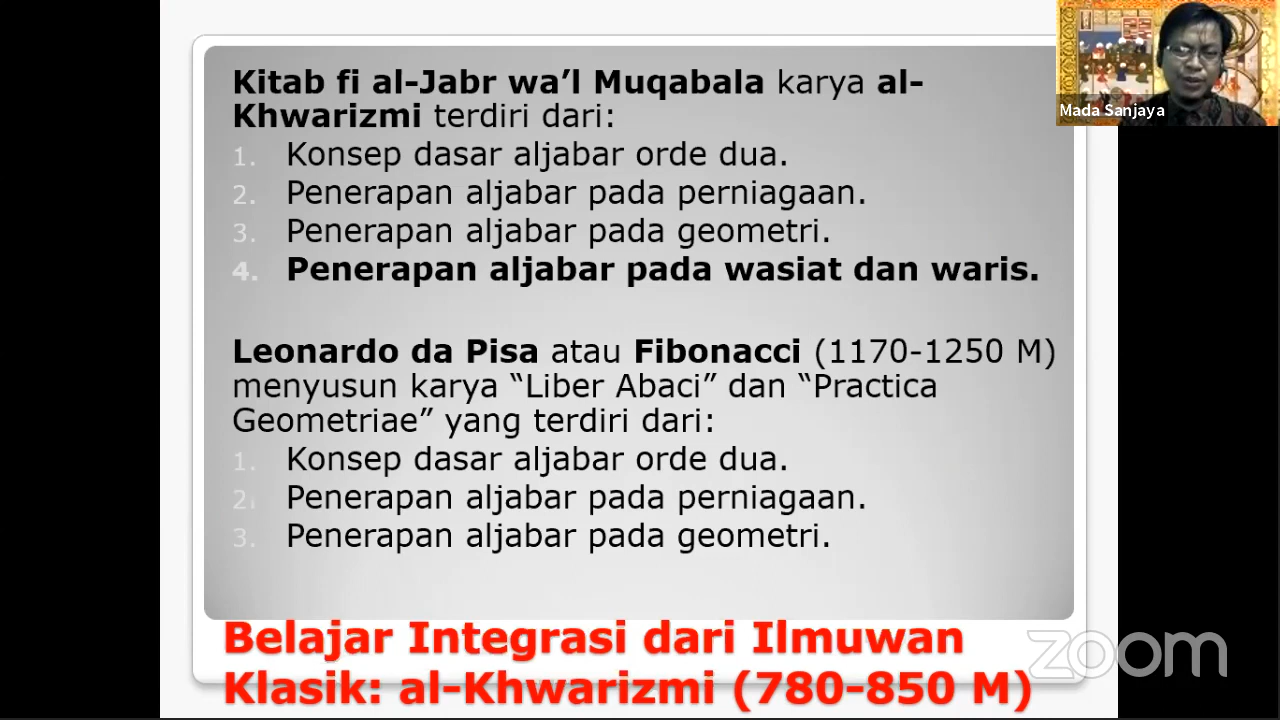 Kitab fi al-Jabr wa’l Muqabala karya al-
Khwarizmi terdiri dari:
1. Konsep dasar aljabar orde dua.
2. Penerapan aljabar pada perniagaan.
3. Penerapan aljabar pada geometri.
4. Penerapan aljabar pada wasiat dan waris.
Leonardo da Pisa atau Fibonacci (1170-1250 M)
menyusun karya “Liber Abaci” dan “Practica
Geometriae” yang terdiri dari:
1. Konsep dasar aljabar orde dua.
2. Penerapan aljabar pada perniagaan.
3. Penerapan aljabar pada geometri.
Belajar Integrasi dari Ilmuwan
Klasik: al-Khwarizmi (780-850 M)
Mada Sanjaya
zoom